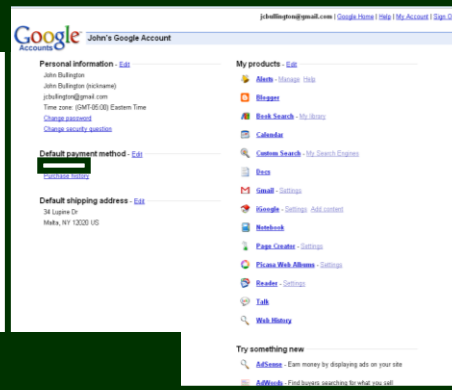 jcbullington@gmail.com | Google Home | Help | My Account | Sign O
Google
Accounts
John's Google Account
Personal information - Edit
John Bullington
John Bullington (nickname)
jcbullington@gmail.com
Time zone: (GMT-05:00) Eastern Time
Change password
Change security question
Default payment method - Edit
Purchase history
Default shipping address - Edit
34 Lupine Dr
Malta, NY 12020 US
My products - Edit
Alerts - Manage Help
Blogger
Book Search - My library
Calendar
Custom Search - My Search Engines
Docs
Gmail - Settings
iGoogle - Settings Add content
Notebook
Page Creator - Settings
Picasa Web Albums - Settings
Reader - Settings
Talk
Web History
Try something new
AdSense - Earn money by displaying ads on your site
AdWords - Find buyers searching for what you sell